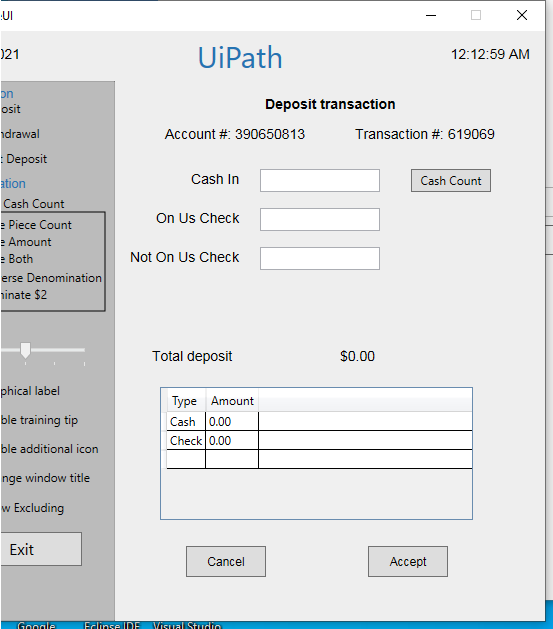 UI
021
UiPath
12:12:59 AM
on
osit
hdrawal
t Deposit
ation
Cash Count
e Piece Count
e Amount
e Both
erse Denomination
inate $2
phical label
ble training tip
ble additional icon
nge window title
w Excluding
Exit
Deposit transaction
Account #: 390650813 Transaction #: 619069
Cash In Cash Count
On Us Check
Not On Us Check
Total deposit $0.00
Type Amount
Cash 0.00
Check 0.00
Cancel Accept
Google Eclipse IDE Visual Studio